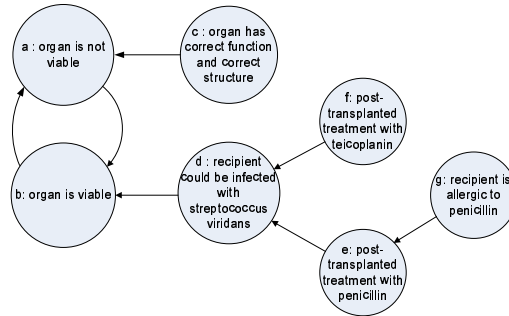 a : organ is not
viable
c : organ has
correct function
and correct
structure
f: post-
transplanted
treatment with
teicoplanin
d : recipient
could be infected
with
streptococcus
viridans
b: organ is viable
g: recipient is
allergic to
penicillin
e: post-
transplanted
treatment with
penicillin